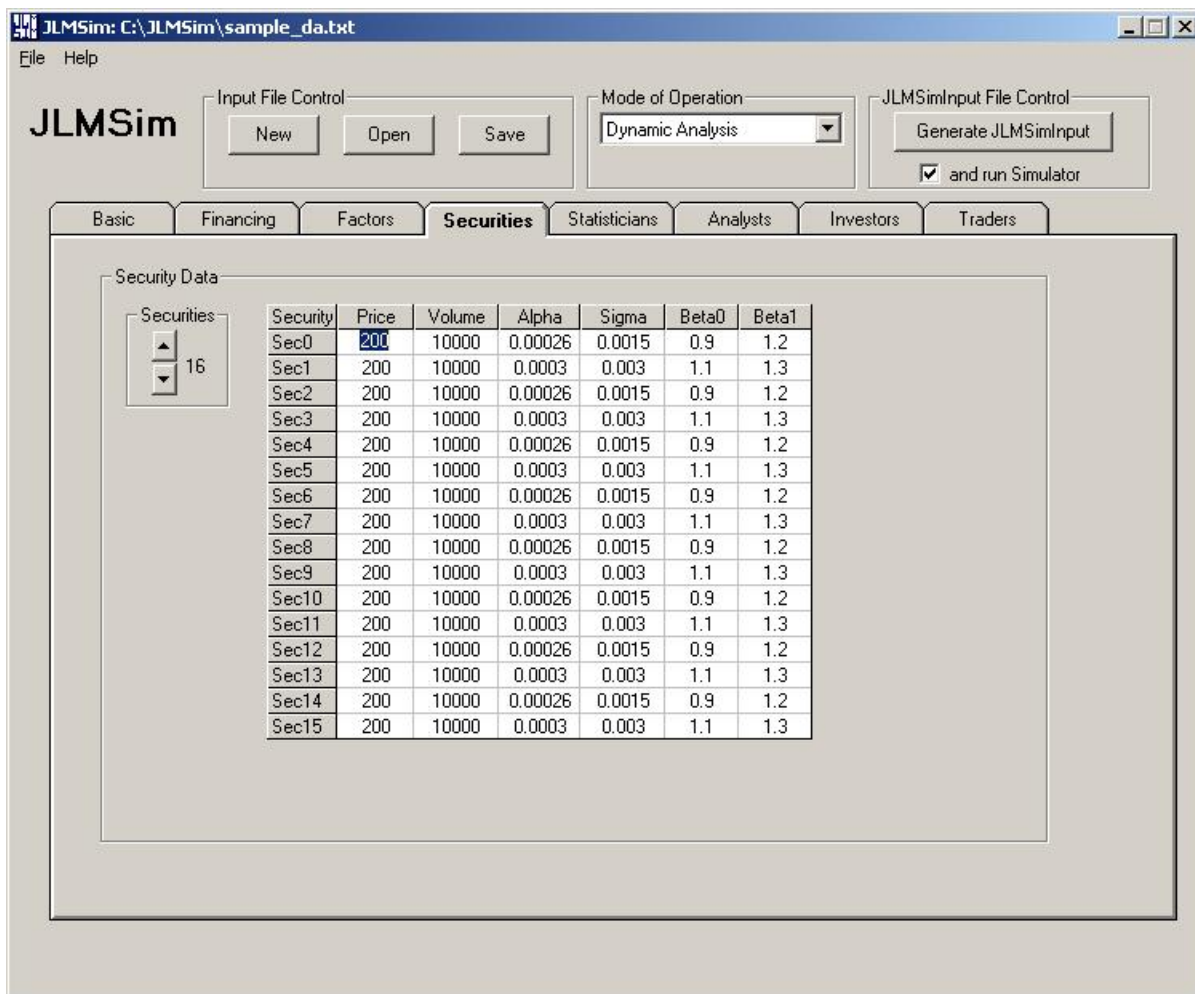 JLMSim: C:\JLMSim\sample_da.txt
File Help
JLMSim
Input File Control
New Open Save
Mode of Operation
Dynamic Analysis
JLMSimInput File Control
Generate JLMSimInput
and run Simulator
Basic Financing Factors Securities Statisticians Analysts Investors Traders
Security Data
Securities
16
Security Price Volume Alpha Sigma Beta0 Beta1
Sec0 200 10000 0.00026 0.0015 0.9 1.2
Sec1 200 10000 0.0003 0.003 1.1 1.3
Sec2 200 10000 0.00026 0.0015 0.9 1.2
Sec3 200 10000 0.0003 0.003 1.1 1.3
Sec4 200 10000 0.00026 0.0015 0.9 1.2
Sec5 200 10000 0.0003 0.003 1.1 1.3
Sec6 200 10000 0.00026 0.0015 0.9 1.2
Sec7 200 10000 0.0003 0.003 1.1 1.3
Sec8 200 10000 0.00026 0.0015 0.9 1.2
Sec9 200 10000 0.0003 0.003 1.1 1.3
Sec10 200 10000 0.00026 0.0015 0.9 1.2
Sec11 200 10000 0.0003 0.003 1.1 1.3
Sec12 200 10000 0.00026 0.0015 0.9 1.2
Sec13 200 10000 0.0003 0.003 1.1 1.3
Sec14 200 10000 0.00026 0.0015 0.9 1.2
Sec15 200 10000 0.0003 0.003 1.1 1.3